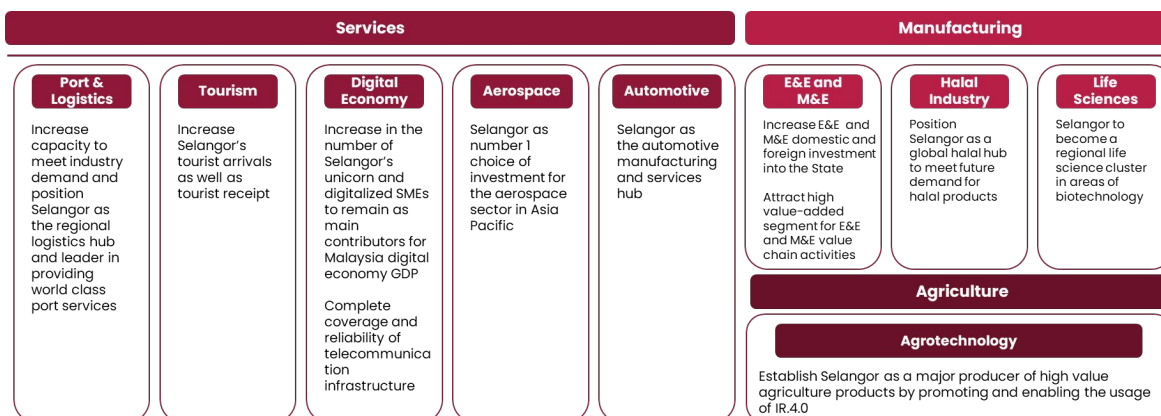 Services
Port &
Logistics
Increase
capacity to
meet industry
demand and
position
Selangor as
the regional
logistics hub
and leader in
providing
world class
port services
Tourism
Increase
Selangor's
tourist arrivals
as well as
tourist receipt
Digital
Economy
Increase in the
number of
Selangor's
unicorn and
digitalized SMEs
to remain as
main
contributors for
Malaysia digital
economy GDP
Complete
coverage and
reliability of
telecommunica
tion
infrastructure
Aerospace
Selangor as
number 1
choice of
investment for
the aerospace
sector in Asia
Pacific
Automotive
Selangor as
the automotive
manufacturing
and services
hub
Manufacturing
E&E and
M&E
Increase E&E and
M&E domestic and
foreign investment
into the State
Attract high
value-added
segment for E&E
and M&E value
chain activities
Halal
Industry
Position
Selangor as a
global halal hub
to meet future
demand for
halal products
Life
Sciences
Selangor to
become a
regional life
science cluster
in areas of
biotechnology
Agriculture
Agrotechnology
Establish Selangor as a major producer of high value
agriculture products by promoting and enabling the usage
of IR.4.0